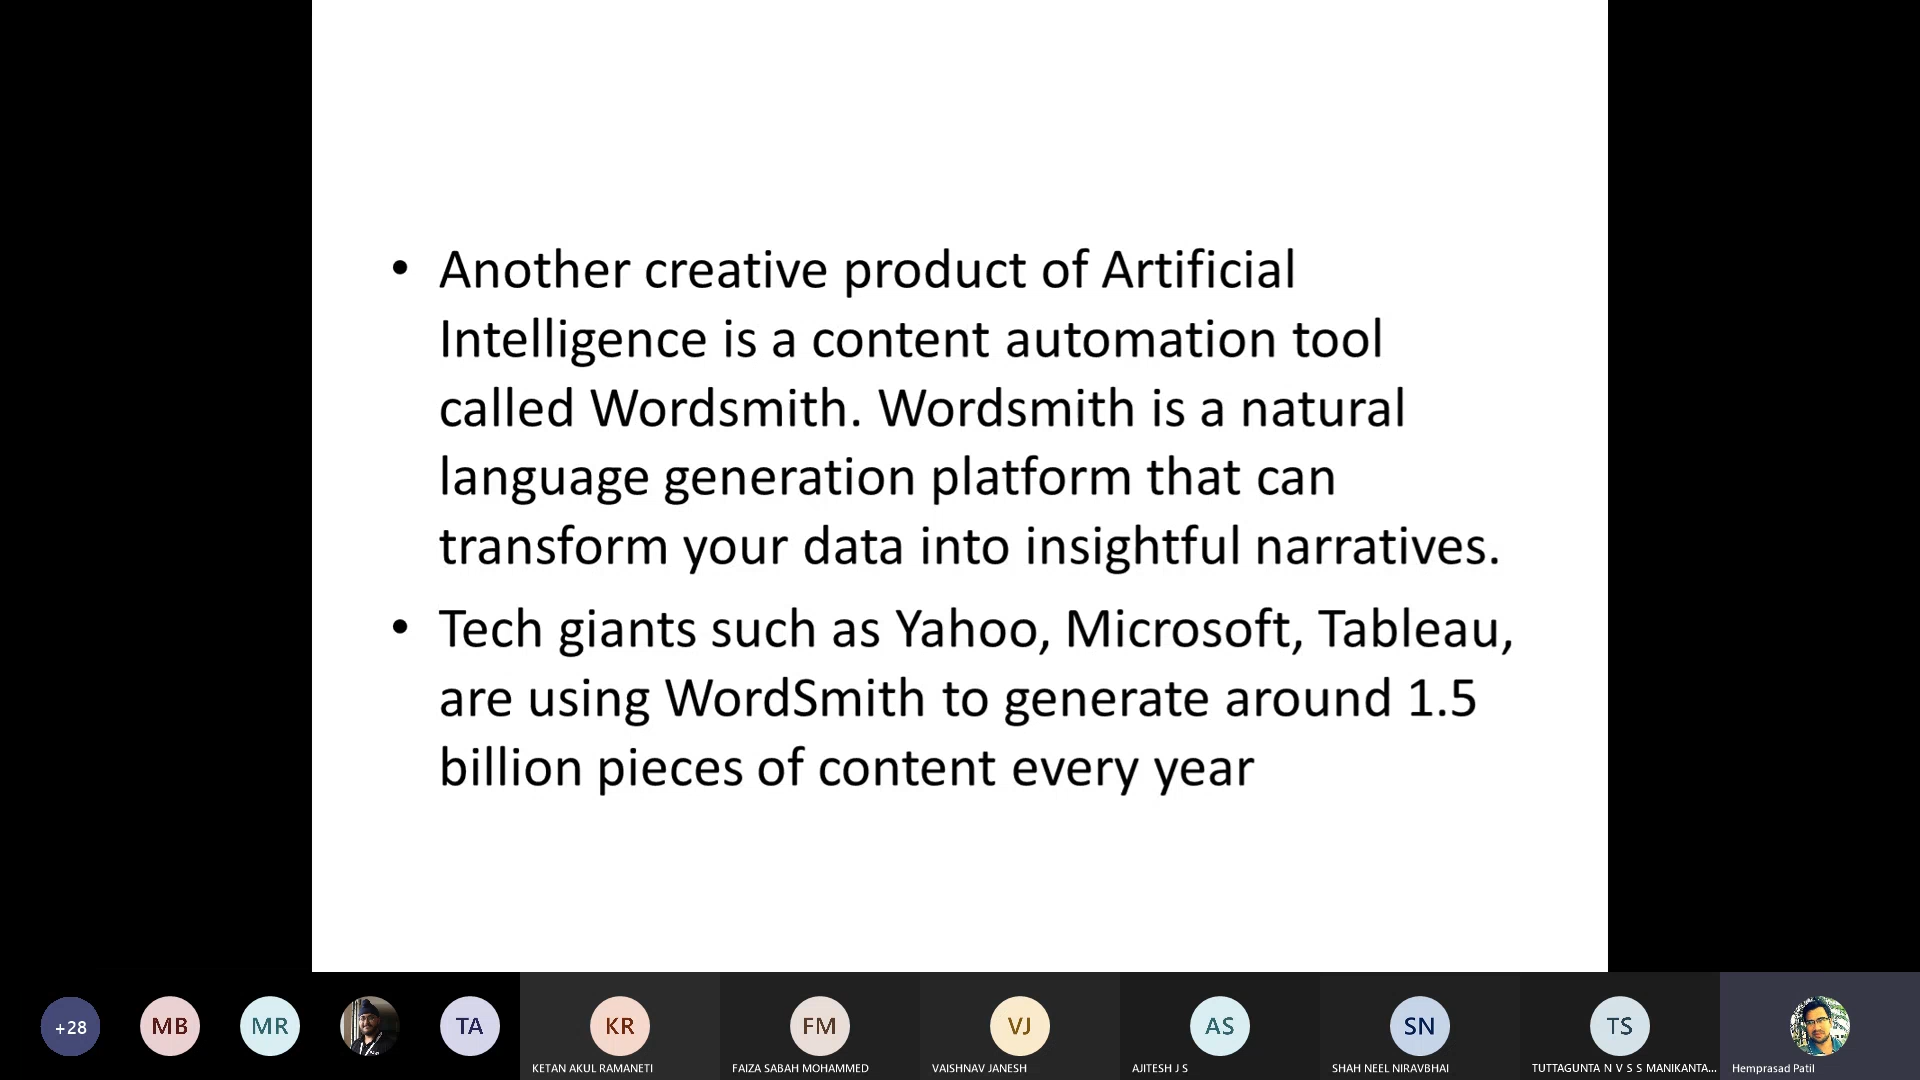 • Another creative product of Artificial
Intelligence is a content automation tool
called Wordsmith. Wordsmith is a natural
language generation platform that can
transform your data into insightful narratives.
• Tech giants such as Yahoo, Microsoft, Tableau,
are using WordSmith to generate around 1.5
billion pieces of content every year
+28
MB
MR
TA
KR
FM
VJ
AS
SN
TS
KETAN AKUL RAMANETI
FAIZA SABAH MOHAMMED
VAISHNAV JANESH
AJITESH J S
SHAH NEEL NIRAVBHAI
TUTTAGUNTA N V S S MANIKANTA...
Hemprasad Patil